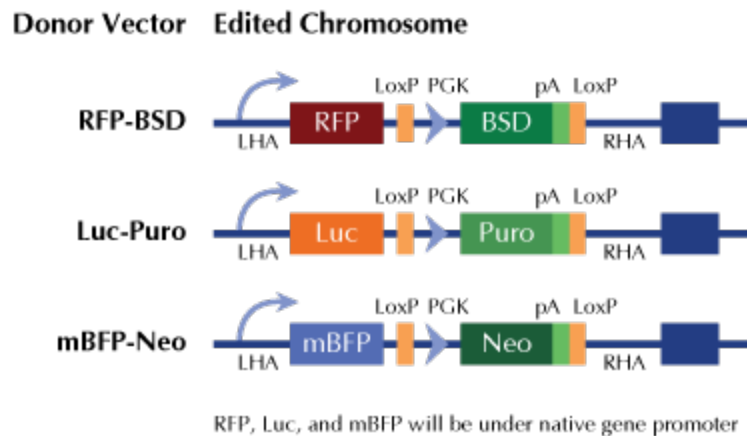 Donor Vector Edited Chromosome
LoxP PGK pA LoxP
RFP-BSD RFP BSD
LHA RHA
LoxP PGK pA LoxP
Luc-Puro Luc Puro
LHA RHA
LoxP PGK pA LoxP
mBFP-Neo mBFP Neo
LHA RHA
RFP, Luc, and mBFP will be under native gene promoter